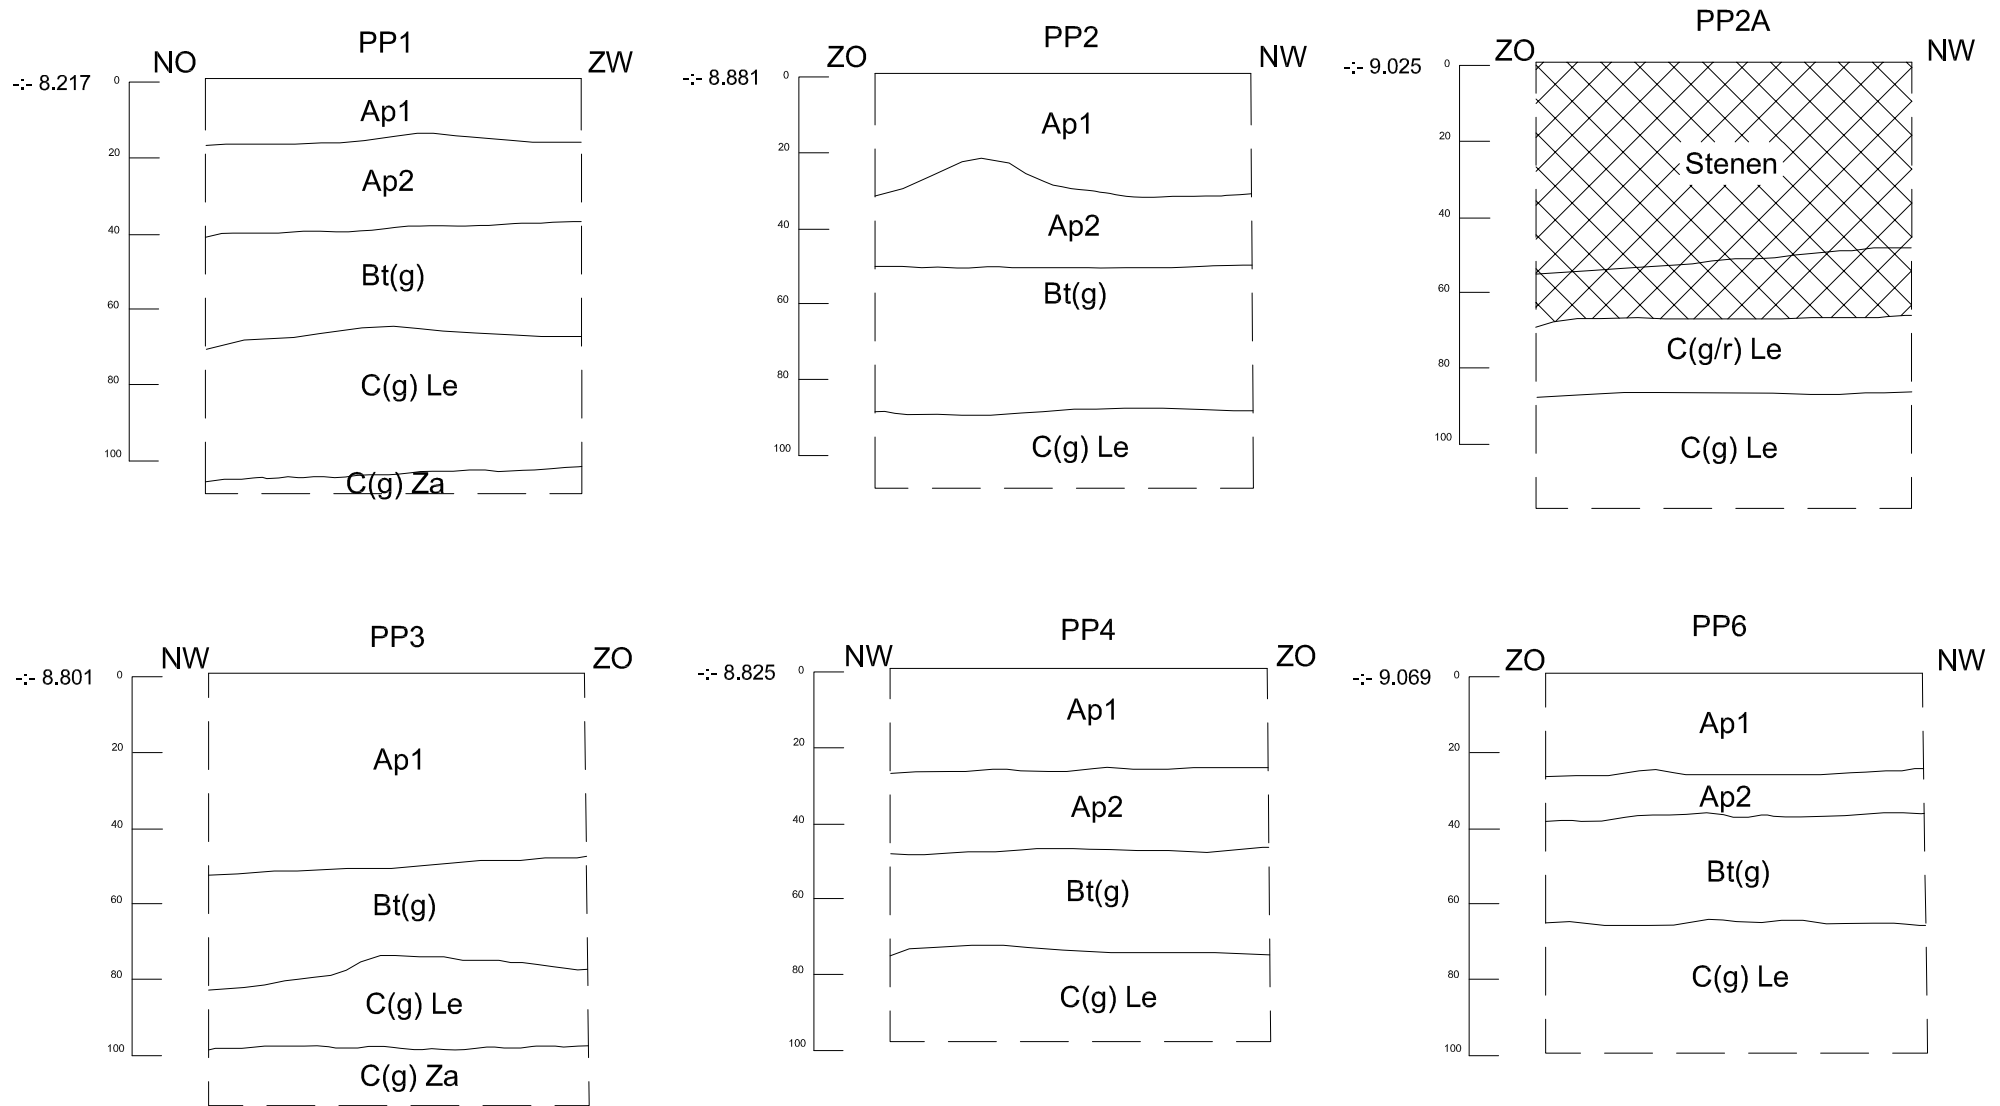 PP1
NO
ZW
-:- 8.217
0
20
40
60
80
100
Ap1
Ap2
Bt(g)
C(g) Le
C(g) Za
PP2
ZO
NW
-:- 8.881
0
20
40
60
80
100
Ap1
Ap2
Bt(g)
C(g) Le
PP2A
ZO
NW
-:- 9.025
0
20
40
60
80
100
Stenen
C(g/r) Le
C(g) Le
PP3
NW
ZO
-:- 8.801
0
20
40
60
80
100
Ap1
Bt(g)
C(g) Le
C(g) Za
PP4
NW
ZO
-:- 8.825
0
20
40
60
80
100
Ap1
Ap2
Bt(g)
C(g) Le
PP6
ZO
NW
-:- 9.069
0
20
40
60
80
100
Ap1
Ap2
Bt(g)
C(g) Le